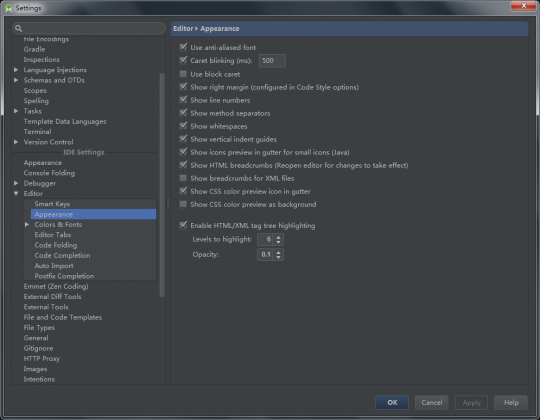 Settings
File Encodings
Gradle
Inspections
Language Injections
Schemas and DTDs
Scopes
Spelling
Tasks
Template Data Languages
Terminal
Version Control
IDE Settings
Appearance
Console Folding
Debugger
Editor
Smart Keys
Appearance
Colors & Fonts
Editor Tabs
Code Folding
Code Completion
Auto Import
Postfix Completion
Emmet (Zen Coding)
External Diff Tools
External Tools
File and Code Templates
File Types
General
Gitignore
HTTP Proxy
Images
Intentions
Editor › Appearance
Use anti-aliased font
Caret blinking (ms): 500
Use block caret
Show right margin (configured in Code Style options)
Show line numbers
Show method separators
Show whitespaces
Show vertical indent guides
Show icons preview in gutter for small icons (Java)
Show HTML breadcrumbs (Reopen editor for changes to take effect)
Show breadcrumbs for XML files
Show CSS color preview icon in gutter
Show CSS color preview as background
Enable HTML/XML tag tree highlighting
Levels to highlight: 6
Opacity: 0.1
OK Cancel Apply Help